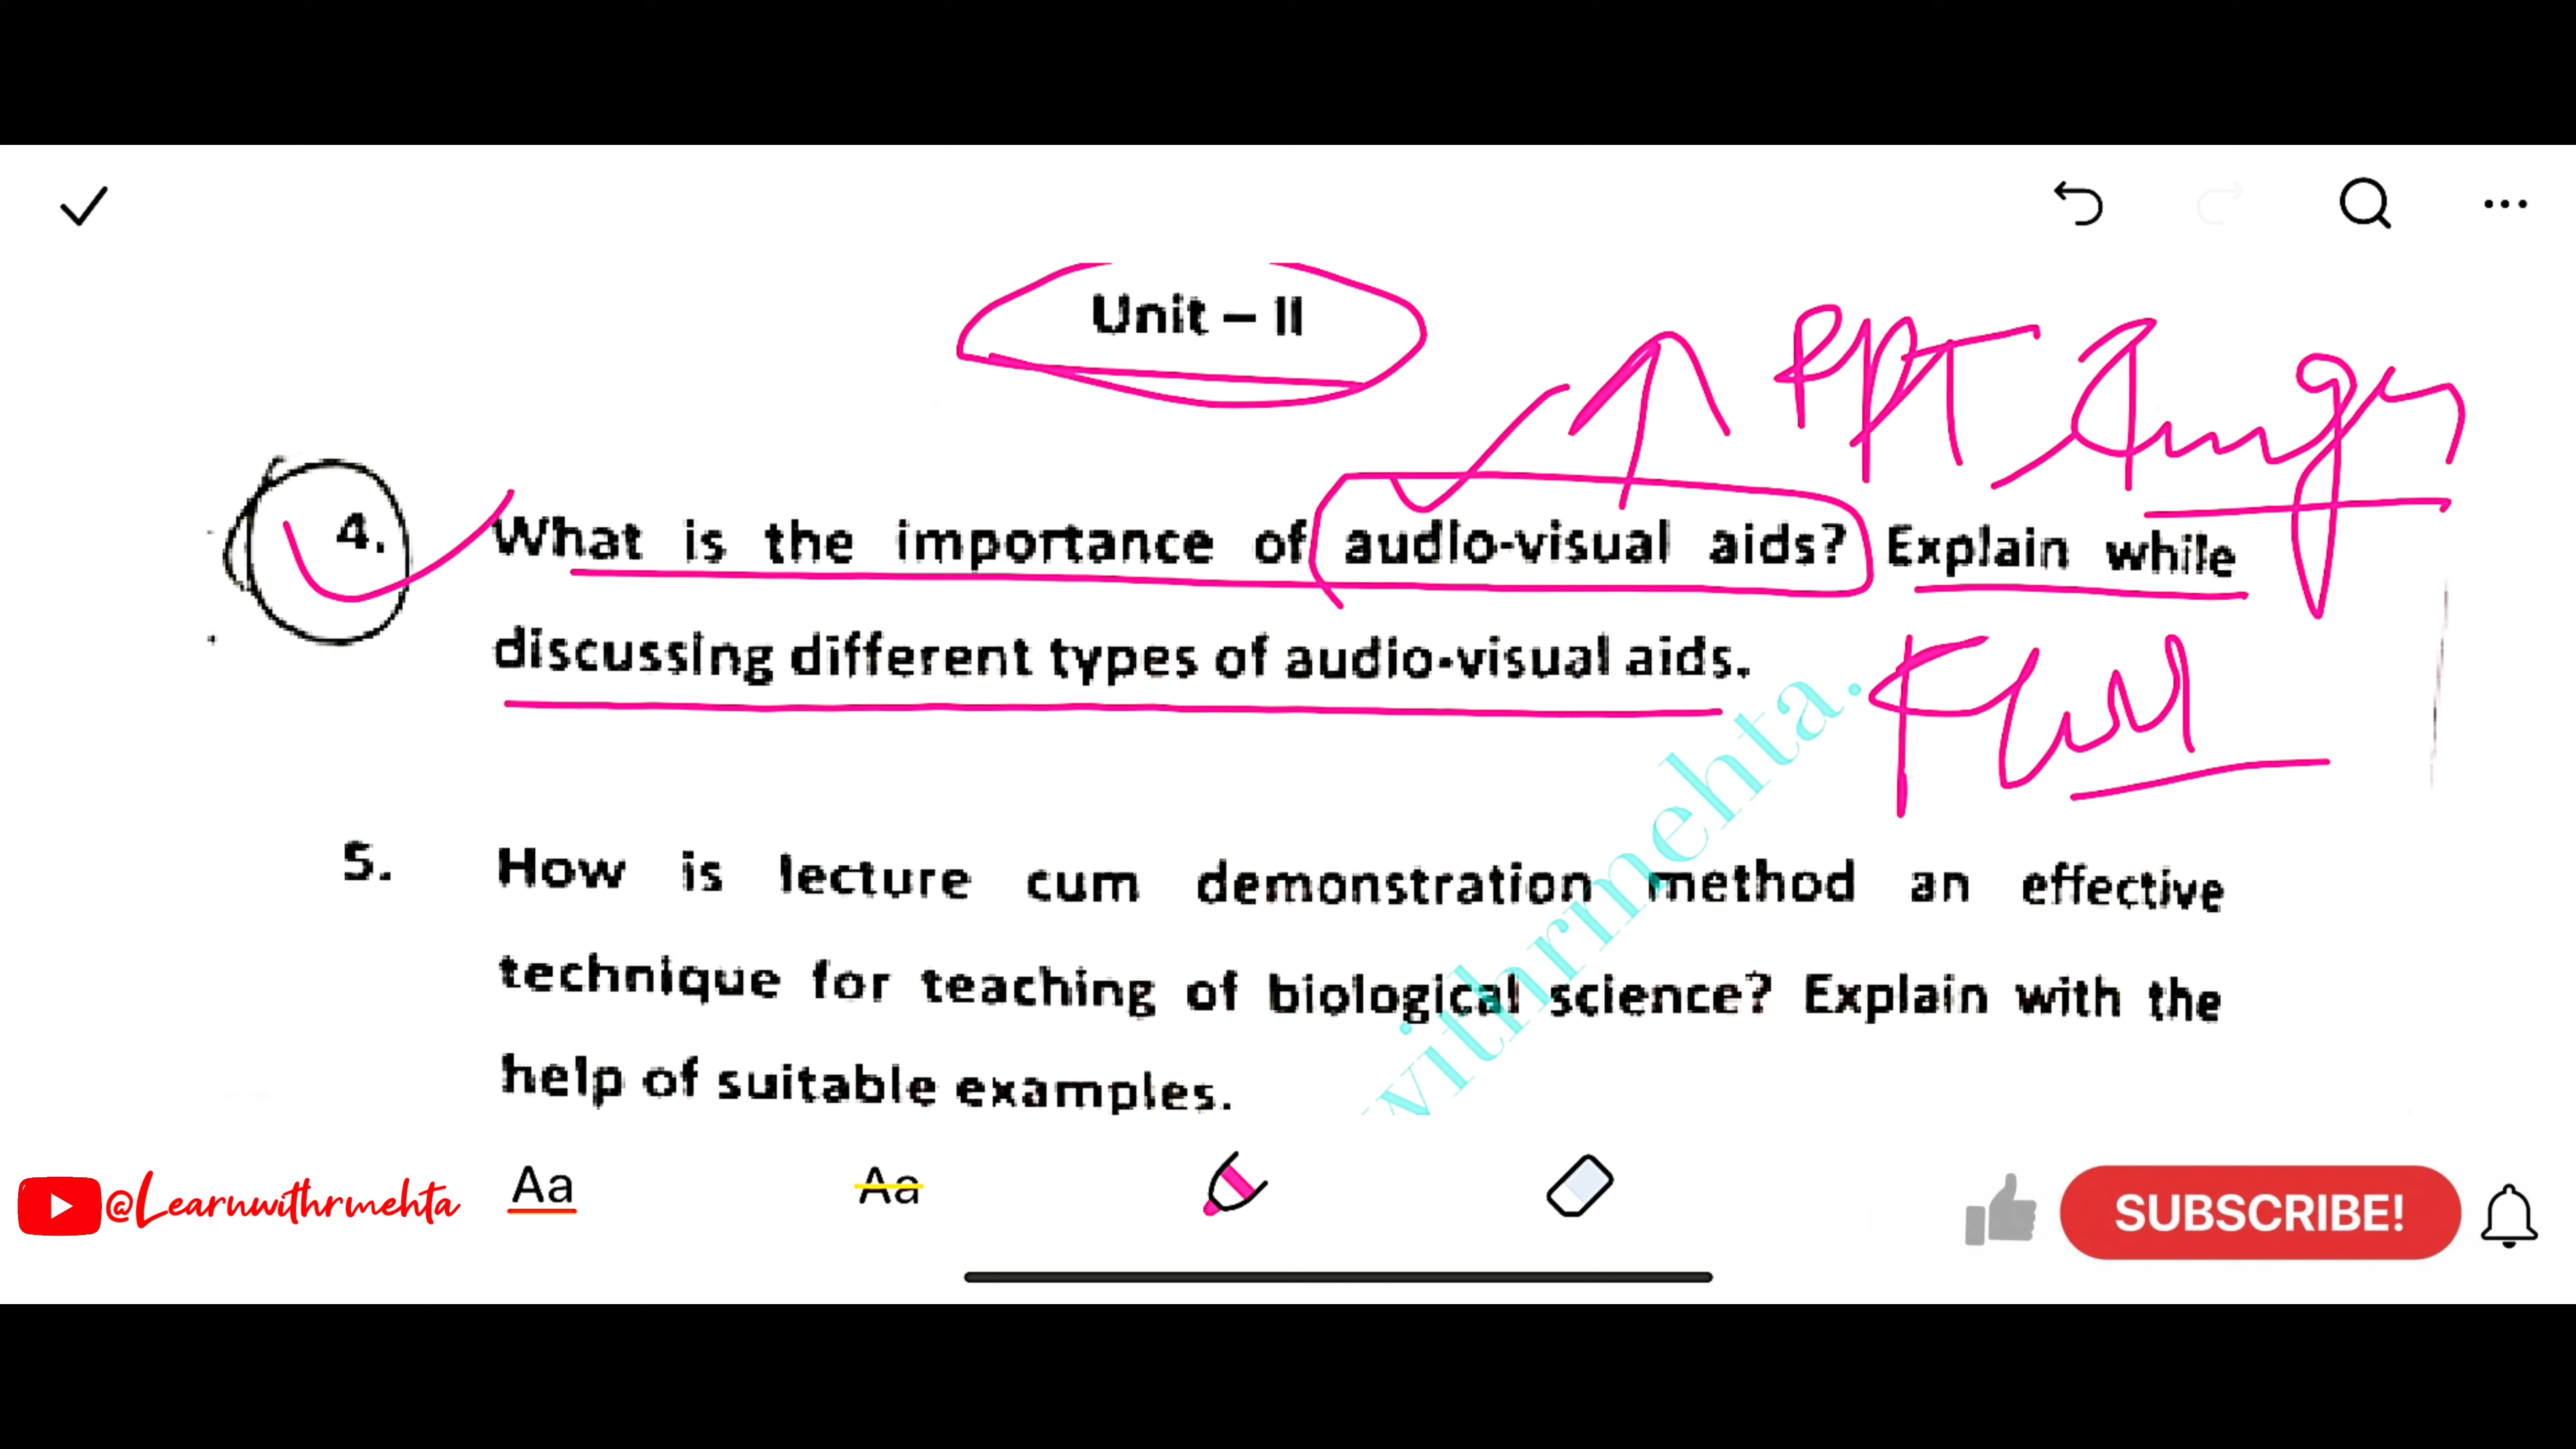 Unit – II
PPT
4. What is the importance of audio-visual aids? Explain while
discussing different types of audio-visual aids.
5. How is lecture cum demonstration method an effective
technique for teaching of biological science? Explain with the
help of suitable examples.
withrmehta.
@Learnwithrmehta
Aa
Aa
SUBSCRIBE!